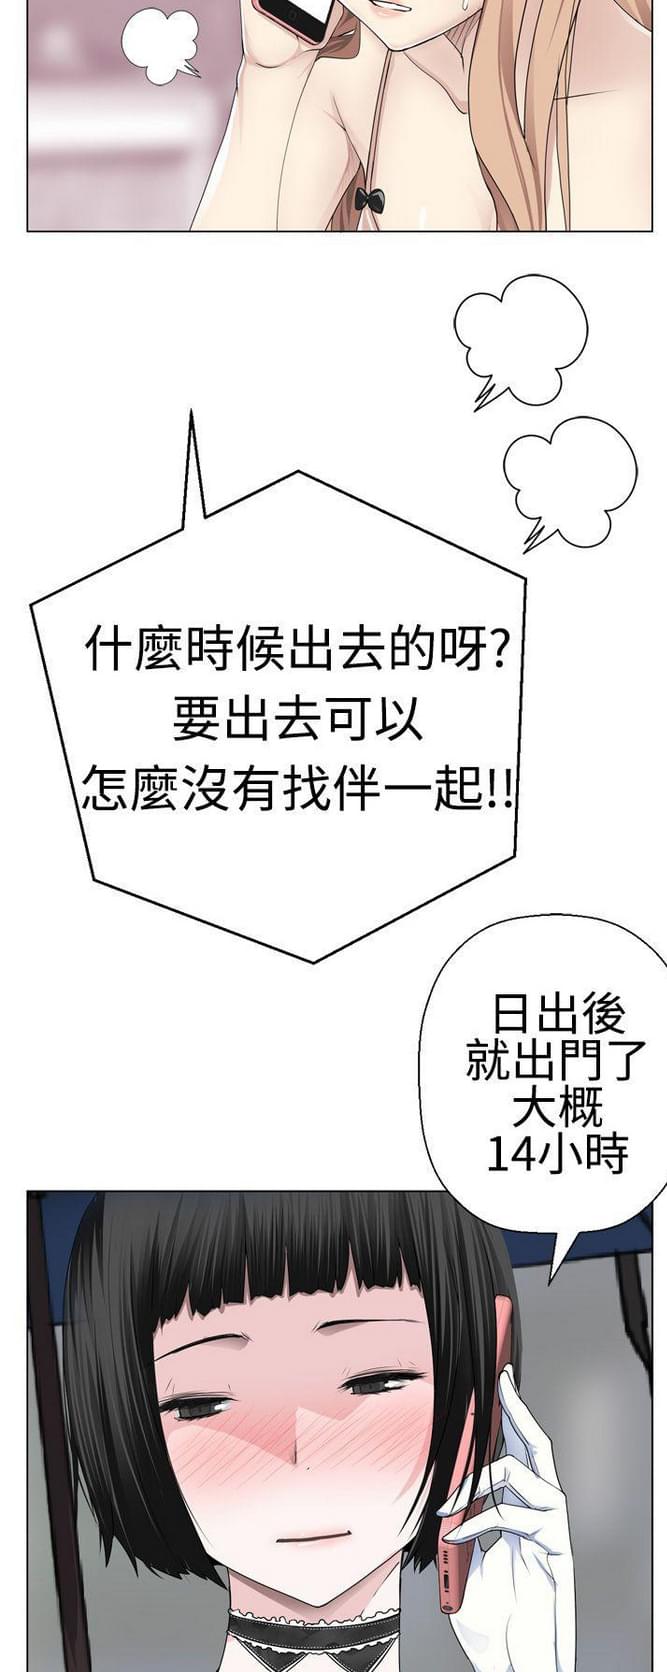 什麼時候出去的呀?
要出去可以
怎麼沒有找伴一起!!
日出後
就出門了
大概
14小時